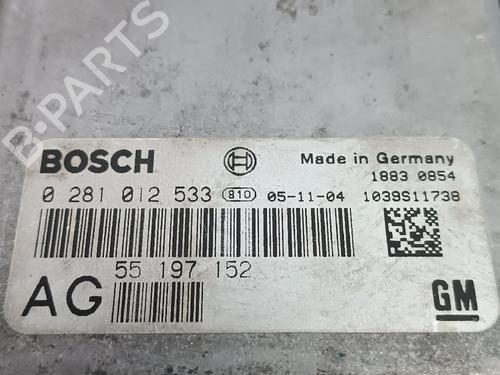 B-PARTS
BOSCH
Made in Germany
1883 0854
0 281 012 533 810 05-11-04 1039S11738
55 197 152
AG
GM